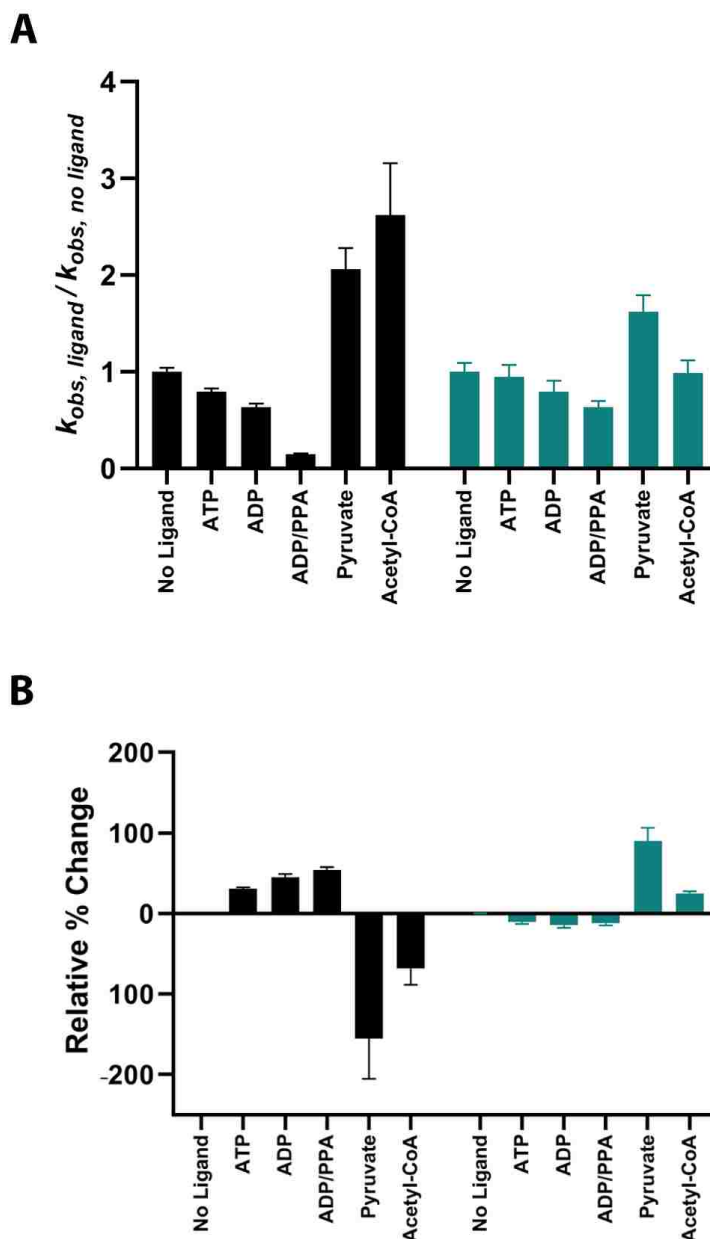 A
k_obs, ligand / k_obs, no ligand
4
3
2
1
0
No Ligand
ATP
ADP
ADP/PPA
Pyruvate
Acetyl-CoA
No Ligand
ATP
ADP
ADP/PPA
Pyruvate
Acetyl-CoA
B
Relative % Change
200
100
0
100
-200
No Ligand
ATP
ADP
ADP/PPA
Pyruvate
Acetyl-CoA
No Ligand
ATP
ADP
ADP/PPA
Pyruvate
Acetyl-CoA